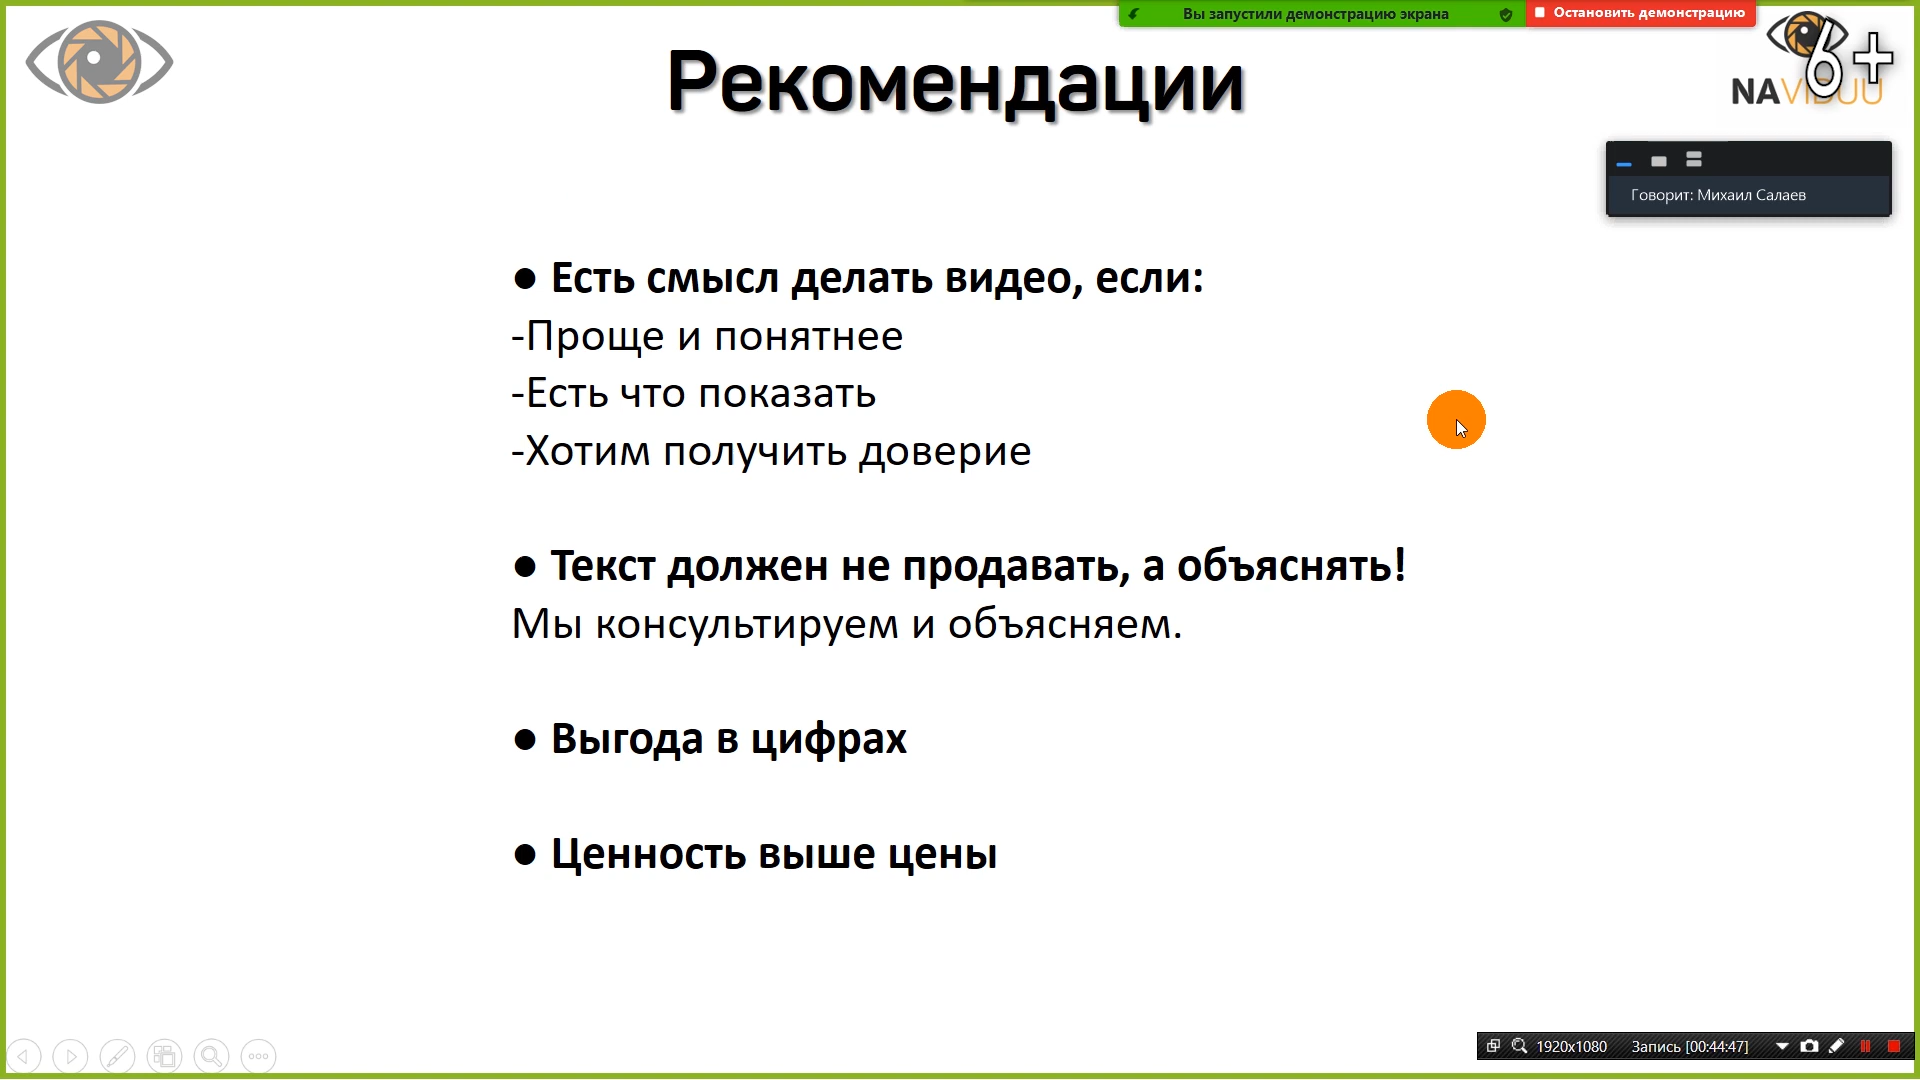 Вы запустили демонстрацию экрана
Остановить демонстрацию
Рекомендации
6+
NAVIDUU
Говорит: Михаил Салаев
● Есть смысл делать видео, если:
-Проще и понятнее
-Есть что показать
-Хотим получить доверие
● Текст должен не продавать, а объяснять!
Мы консультируем и объясняем.
● Выгода в цифрах
● Ценность выше цены
1920x1080 Запись [00:44:47]